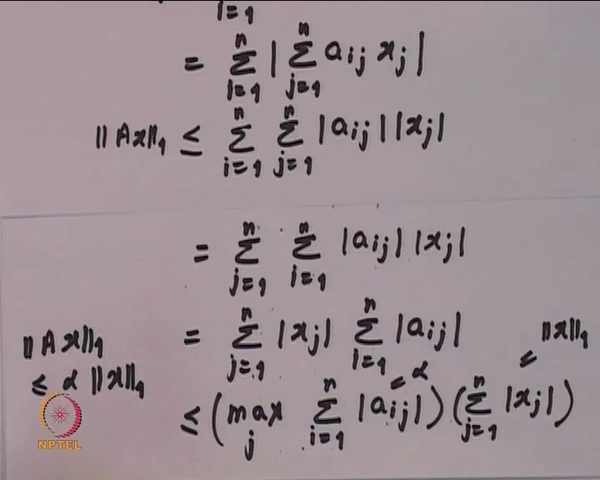 i=1
= Σ_{i=1}^{n} | Σ_{j=1}^{n} a_{ij} x_j |
||Ax||_1 ≤ Σ_{i=1}^{n} Σ_{j=1}^{n} |a_{ij}| |x_j|
= Σ_{j=1}^{n} Σ_{i=1}^{n} |a_{ij}| |x_j|
||Ax||_1 = Σ_{j=1}^{n} |x_j| Σ_{i=1}^{n} |a_{ij}| ||x||_1
≤ α ||x||_1 ≤ ( max_j Σ_{i=1}^{n} |a_{ij}| ) ( Σ_{j=1}^{n} |x_j| )
= α =
NPTEL